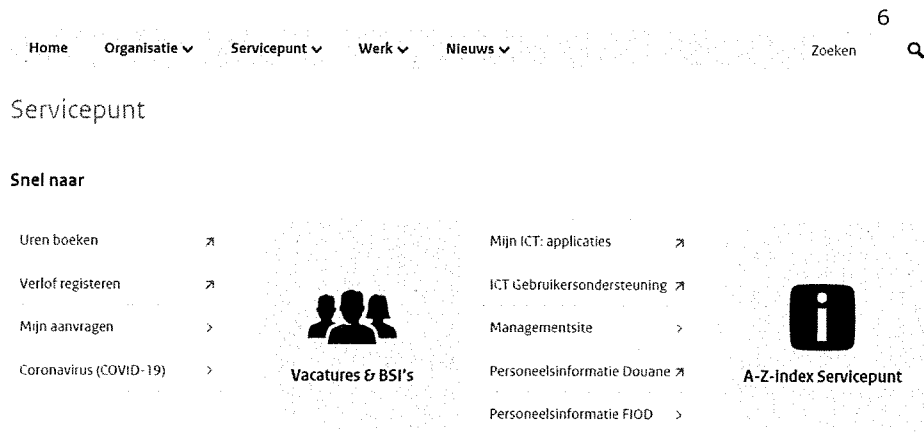 6
Home Organisatie Servicepunt Werk Nieuws Zoeken
Servicepunt
Snel naar
Uren boeken
Verlof registeren
Mijn aanvragen
Coronavirus (COVID-19)
Vacatures & BSI's
Mijn ICT: applicaties
ICT Gebruikersondersteuning
Managementsite
Personeelsinformatie Douane
Personeelsinformatie FIOD
A-Z-index Servicepunt